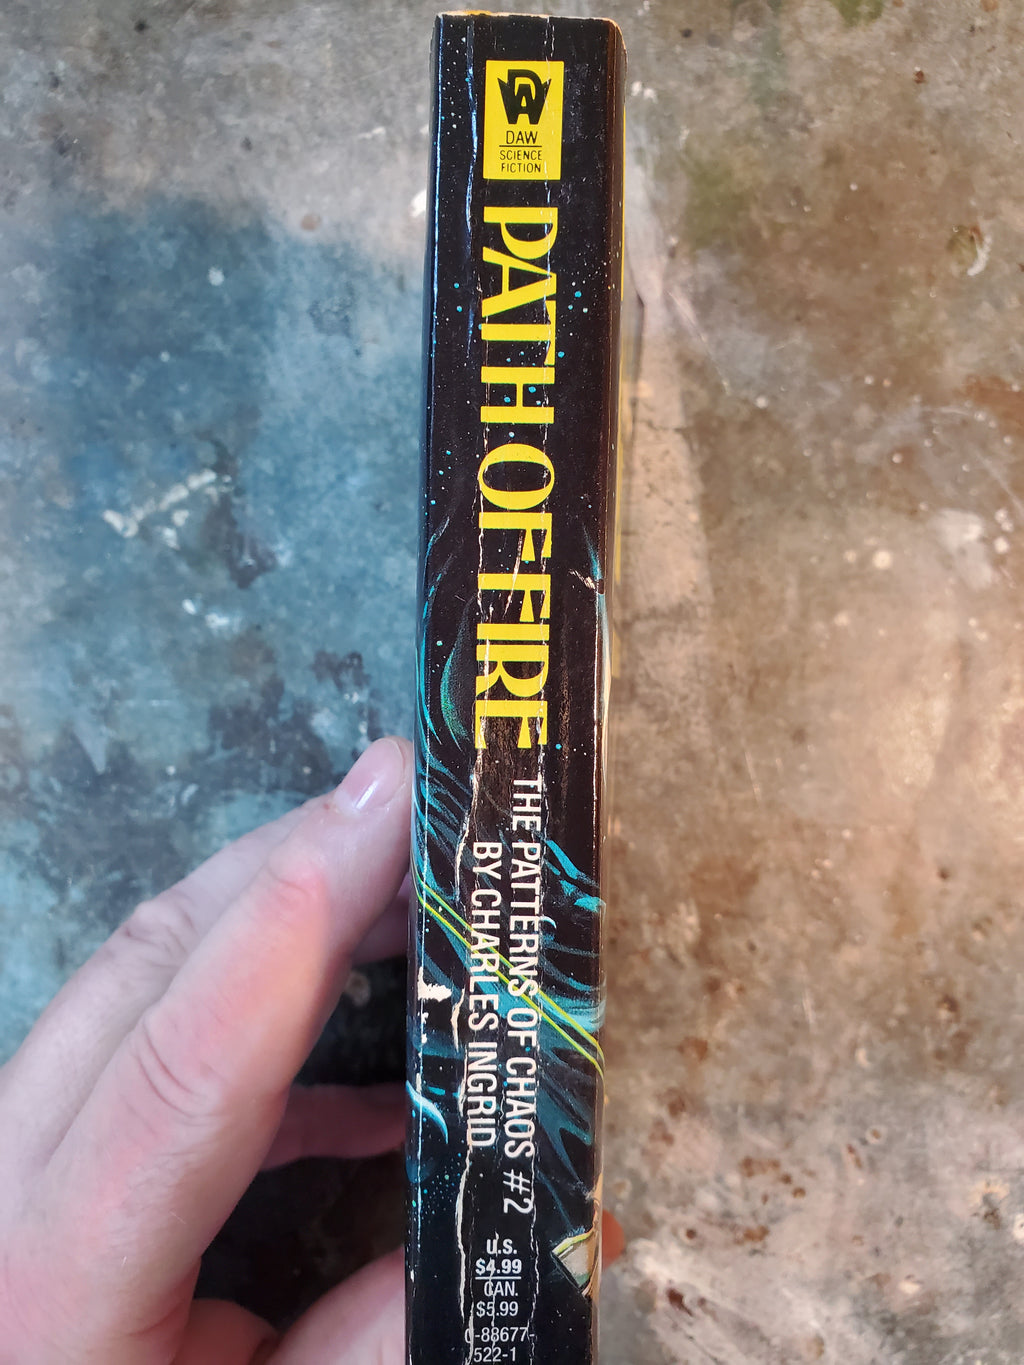 DAW
DAW
SCIENCE
FICTION
PATH OF FIRE
THE PATTERNS OF CHAOS #2
BY CHARLES INGRID
U.S.
$4.99
CAN.
$5.99
0-88677-
522-1